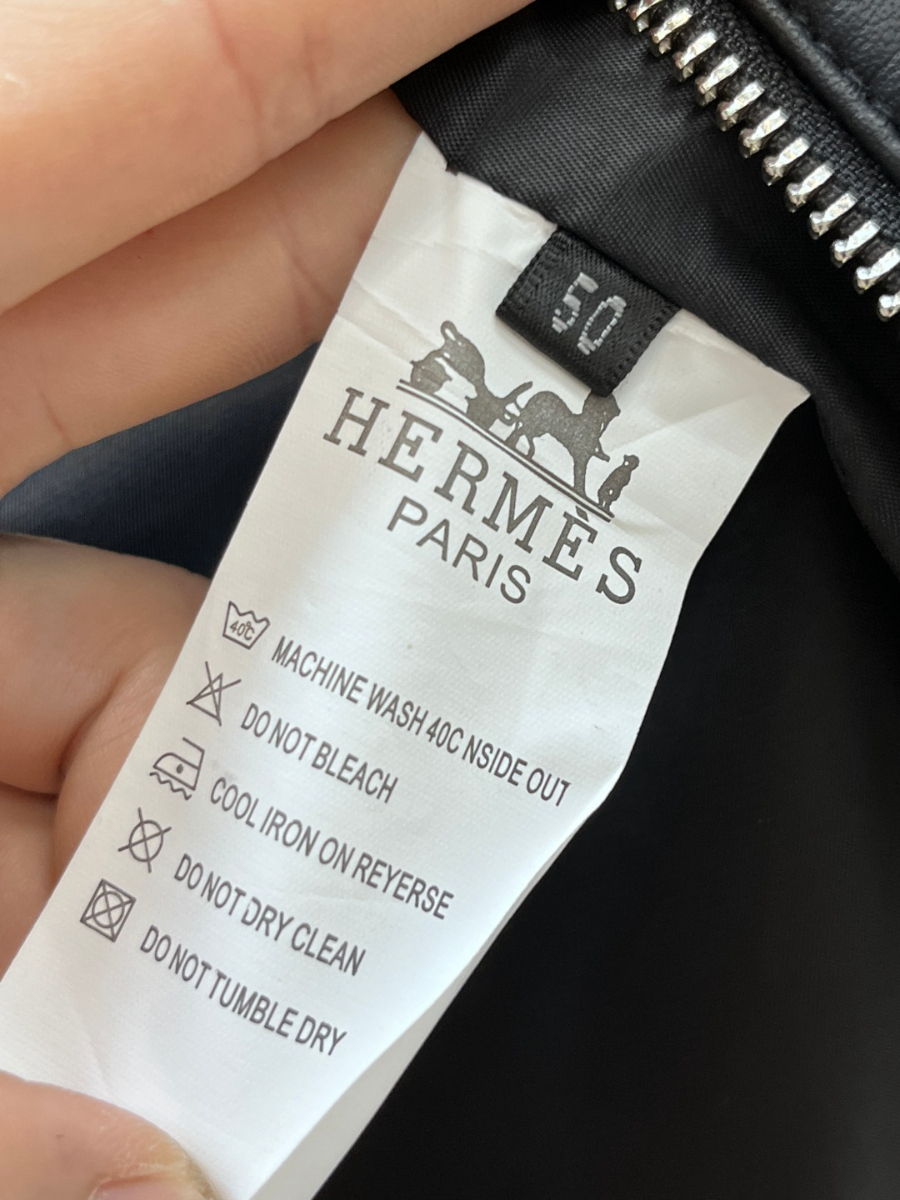 50
HERMÈS
PARIS
40C
MACHINE WASH 40C NSIDE OUT
DO NOT BLEACH
COOL IRON ON REYERSE
DO NOT DRY CLEAN
DO NOT TUMBLE DRY